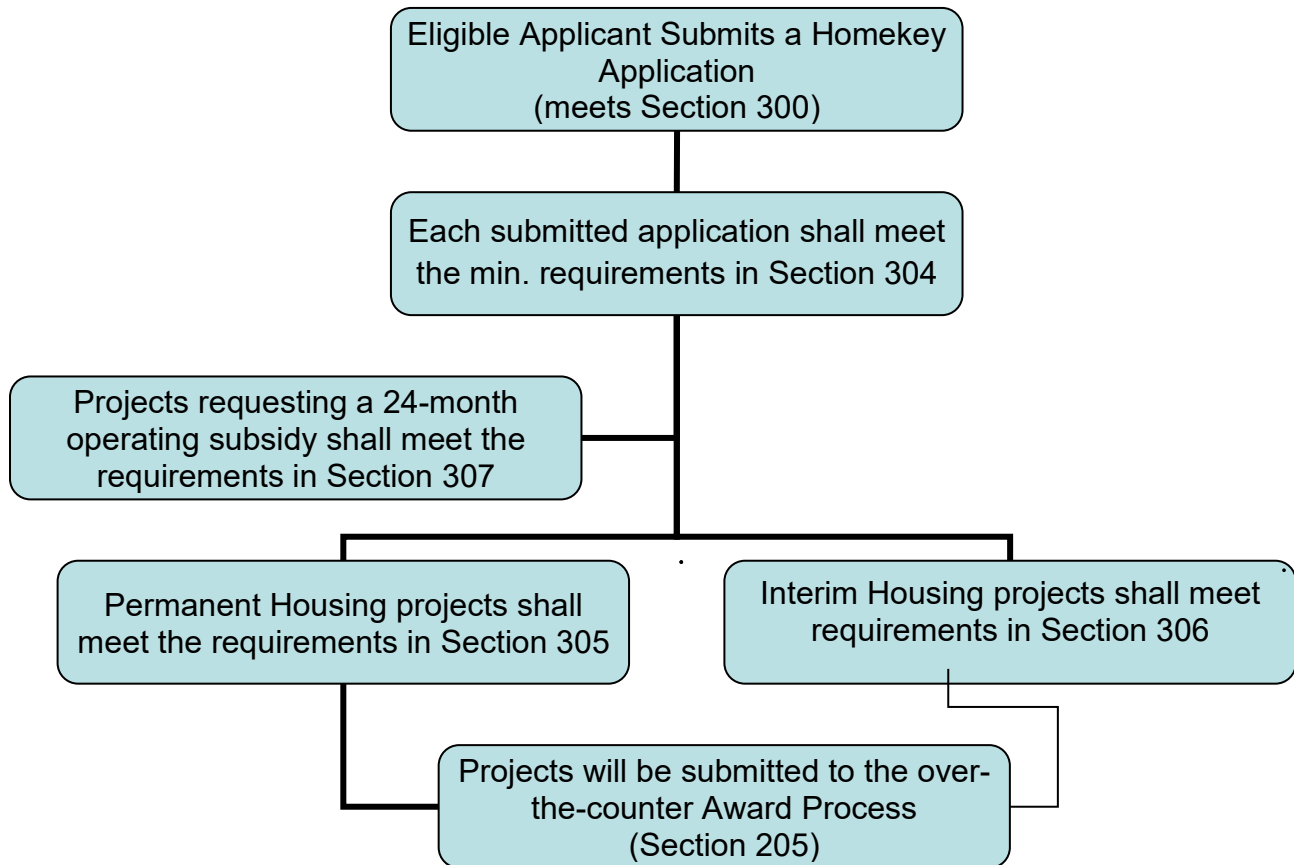 Eligible Applicant Submits a Homekey
Application
(meets Section 300)
Each submitted application shall meet
the min. requirements in Section 304
Projects requesting a 24-month
operating subsidy shall meet the
requirements in Section 307
Permanent Housing projects shall
meet the requirements in Section 305
Interim Housing projects shall meet
requirements in Section 306
Projects will be submitted to the over-
the-counter Award Process
(Section 205)